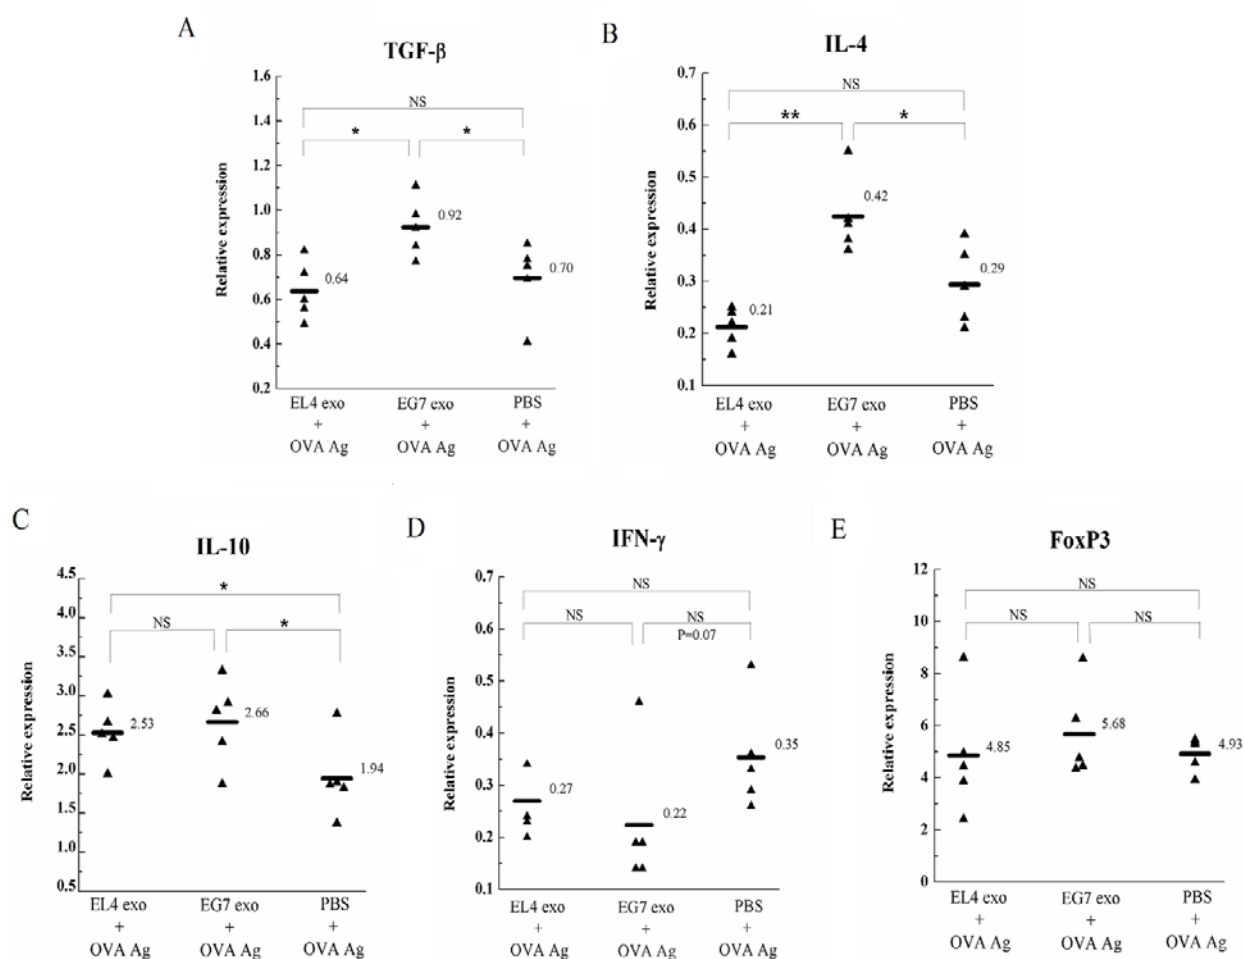 A
TGF-β
Relative expression
1.6
1.4
1.2
1.0
0.8
0.6
0.4
0.2
NS
*
*
0.64
0.92
0.70
EL4 exo
+
OVA Ag
EG7 exo
+
OVA Ag
PBS
+
OVA Ag
B
IL-4
Relative expression
0.7
0.6
0.5
0.4
0.3
0.2
0.1
NS
**
*
0.21
0.42
0.29
EL4 exo
+
OVA Ag
EG7 exo
+
OVA Ag
PBS
+
OVA Ag
C
IL-10
Relative expression
4.5
4.0
3.5
3.0
2.5
2.0
1.5
1.0
0.5
*
NS
*
2.53
2.66
1.94
EL4 exo
+
OVA Ag
EG7 exo
+
OVA Ag
PBS
+
OVA Ag
D
IFN-γ
Relative expression
0.7
0.6
0.5
0.4
0.3
0.2
0.1
NS
NS
NS
P=0.07
0.27
0.22
0.35
EL4 exo
+
OVA Ag
EG7 exo
+
OVA Ag
PBS
+
OVA Ag
E
FoxP3
Relative expression
12
10
8
6
4
2
0
NS
NS
NS
4.85
5.68
4.93
EL4 exo
+
OVA Ag
EG7 exo
+
OVA Ag
PBS
+
OVA Ag